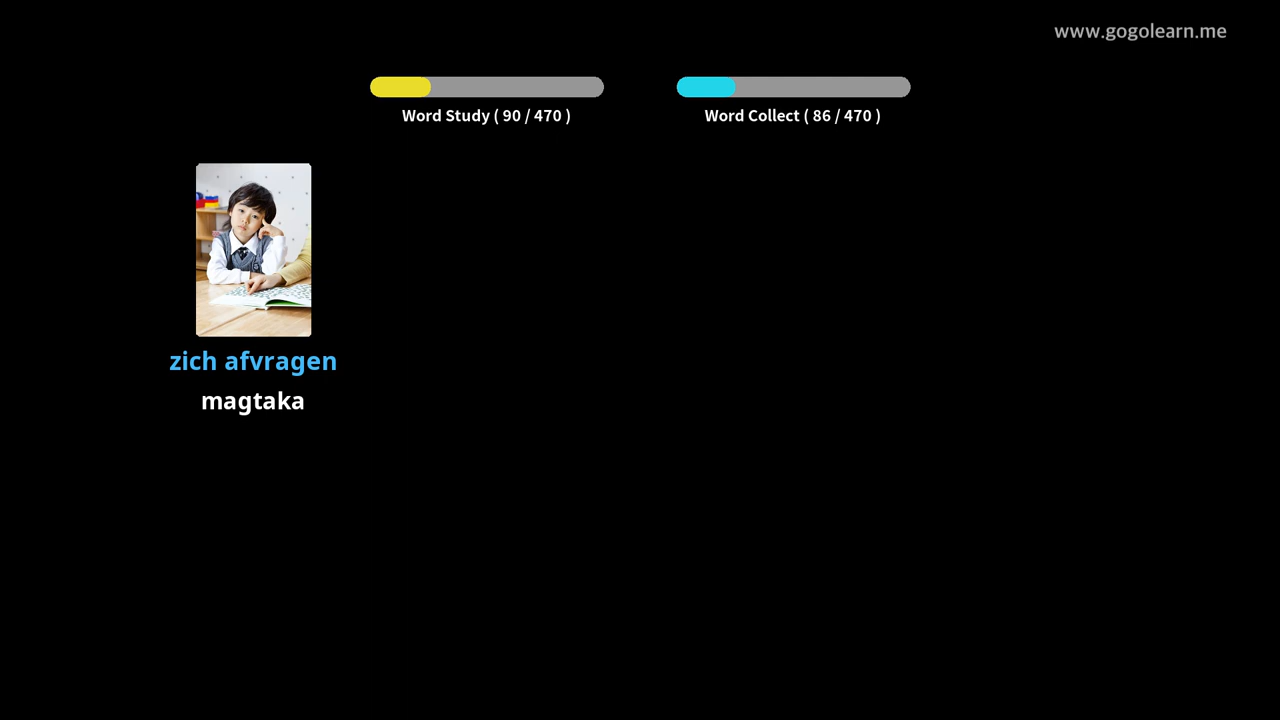 www.gogolearn.me
Word Study ( 90 / 470 )
Word Collect ( 86 / 470 )
zich afvragen
magtaka